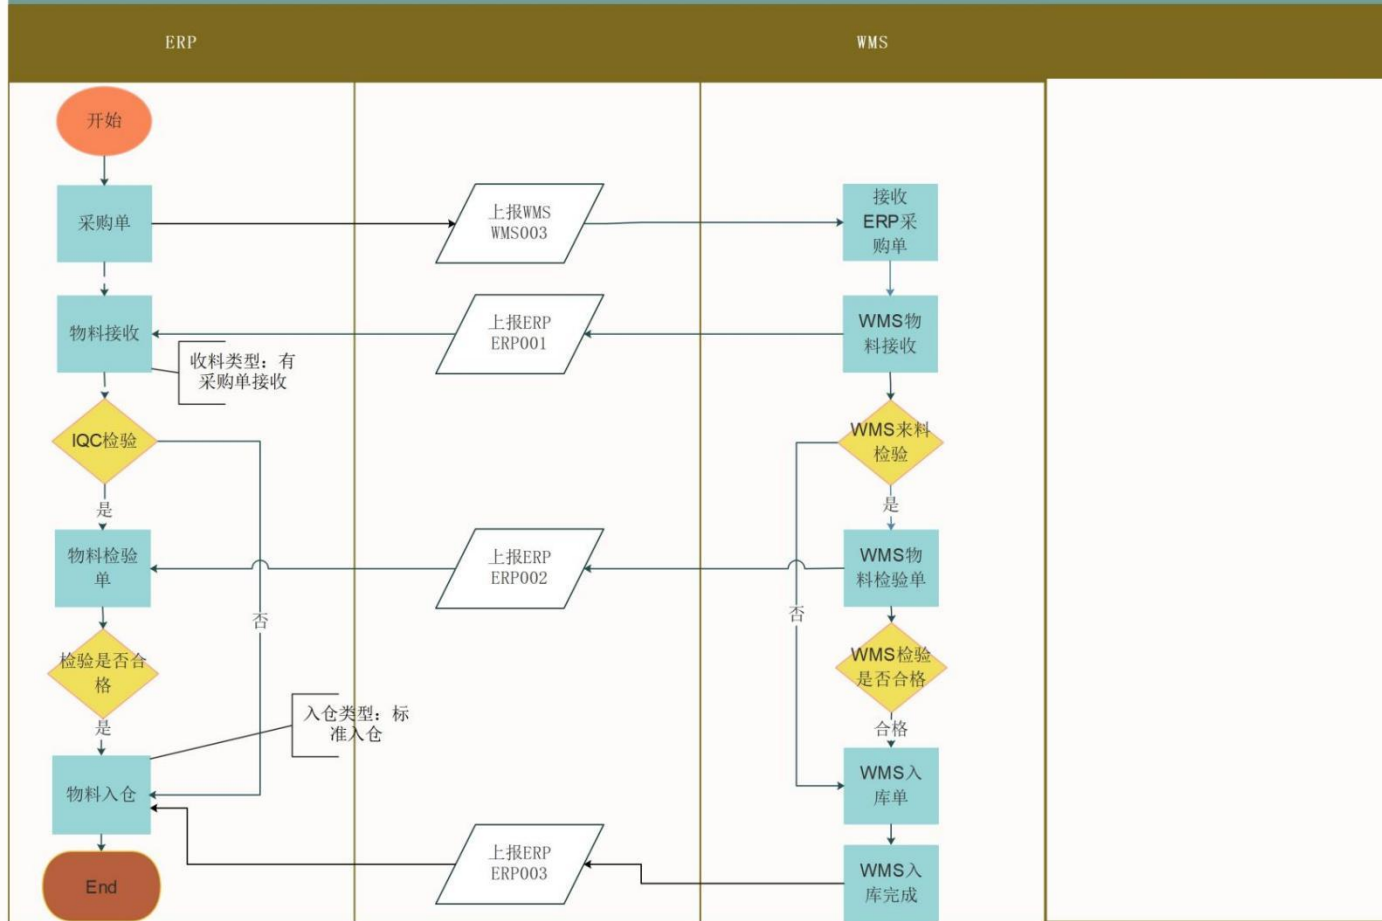 ERP
WMS
开始
采购单
上报WMS
WMS003
接收
ERP采
购单
物料接收
上报ERP
ERP001
WMS物
料接收
收料类型：有
采购单接收
IQC检验
WMS来料
检验
是
是
物料检验
单
上报ERP
ERP002
WMS物
料检验单
否
否
检验是否合
格
WMS检验
是否合格
是
入仓类型：标
准入仓
合格
物料入仓
WMS入
库单
上报ERP
ERP003
End
WMS入
库完成